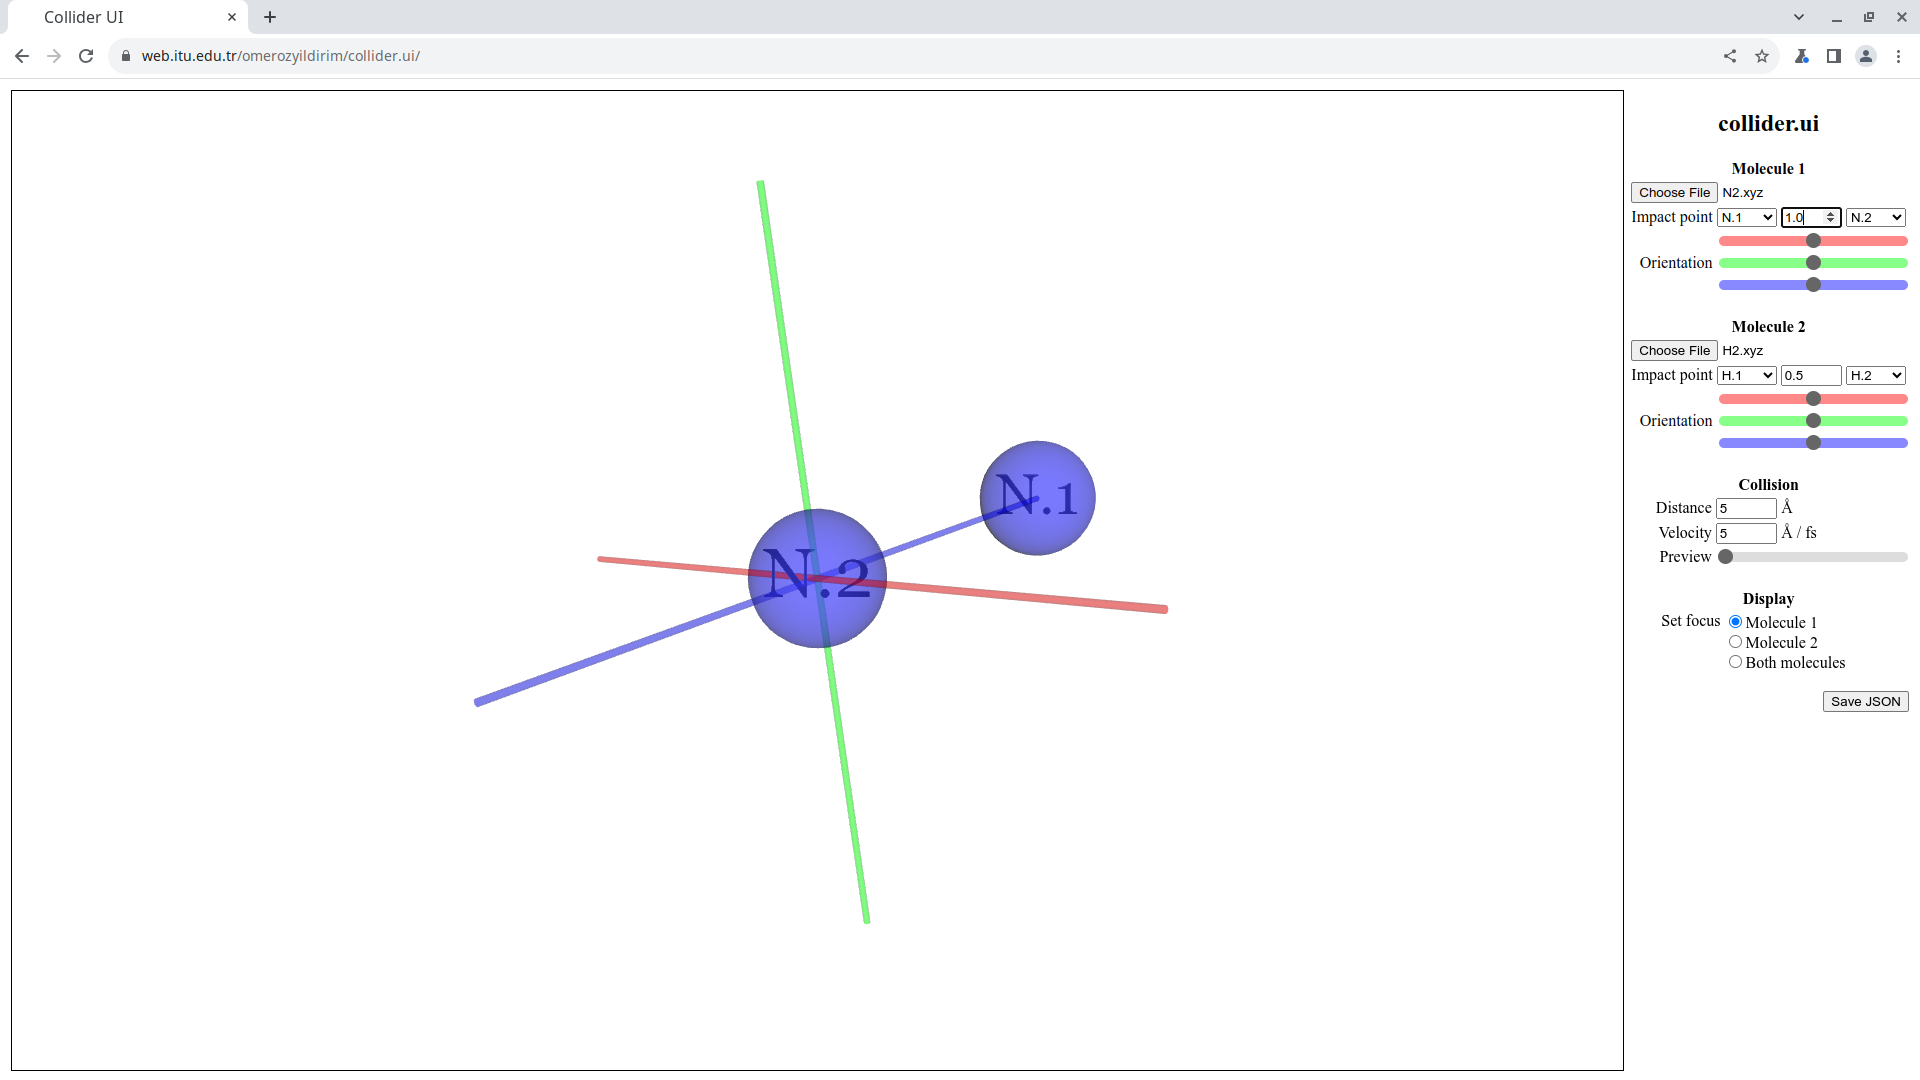 Collider UI
web.itu.edu.tr/omerozyildirim/collider.ui/
N.1
N.2
collider.ui
Molecule 1
Choose File N2.xyz
Impact point N.1 1.0 N.2
Orientation
Molecule 2
Choose File H2.xyz
Impact point H.1 0.5 H.2
Orientation
Collision
Distance 5 Å
Velocity 5 Å / fs
Preview
Display
Set focus Molecule 1
Molecule 2
Both molecules
Save JSON